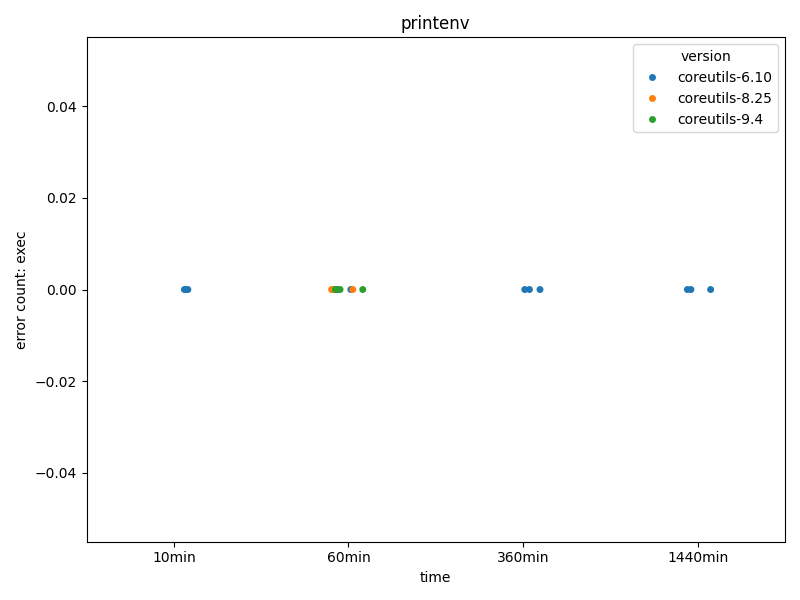 printenv
version
coreutils-6.10
coreutils-8.25
coreutils-9.4
0.04
0.02
0.00
−0.02
−0.04
error count: exec
10min
60min
360min
1440min
time